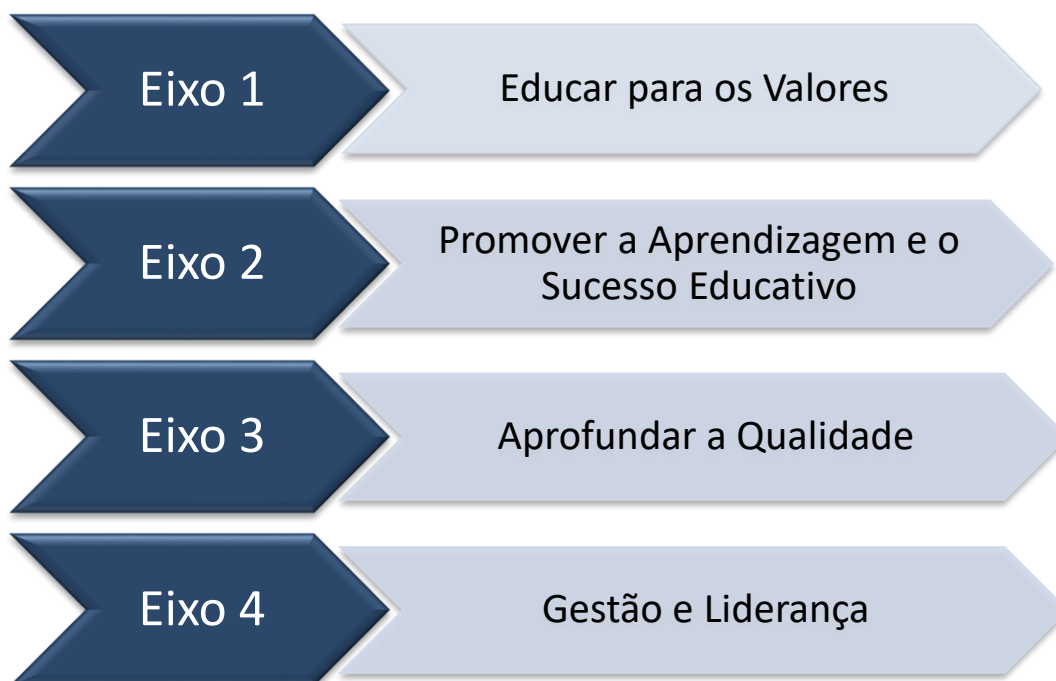 Eixo 1
Educar para os Valores
Eixo 2
Promover a Aprendizagem e o
Sucesso Educativo
Eixo 3
Aprofundar a Qualidade
Eixo 4
Gestão e Liderança